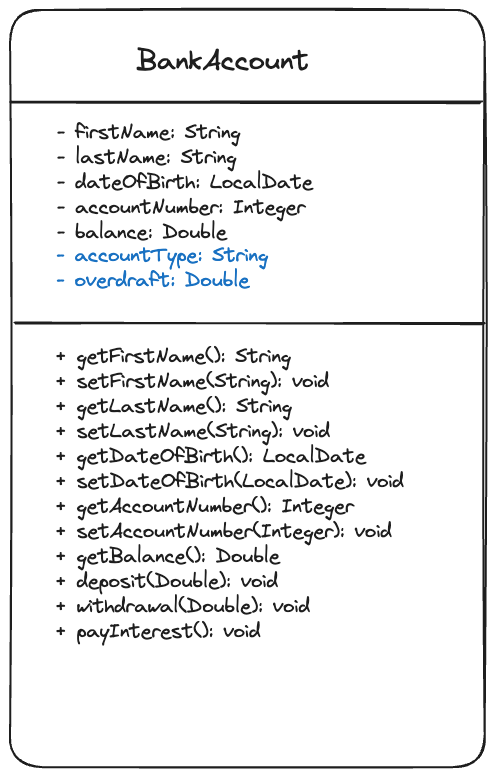 BankAccount
- firstName: String
- lastName: String
- dateOfBirth: LocalDate
- accountNumber: Integer
- balance: Double
- accountType: String
- overdraft: Double
+ getFirstName(): String
+ setFirstName(String): void
+ getLastName(): String
+ setLastName(String): void
+ getDateOfBirth(): LocalDate
+ setDateOfBirth(LocalDate): void
+ getAccountNumber(): Integer
+ setAccountNumber(Integer): void
+ getBalance(): Double
+ deposit(Double): void
+ withdrawal(Double): void
+ payInterest(): void